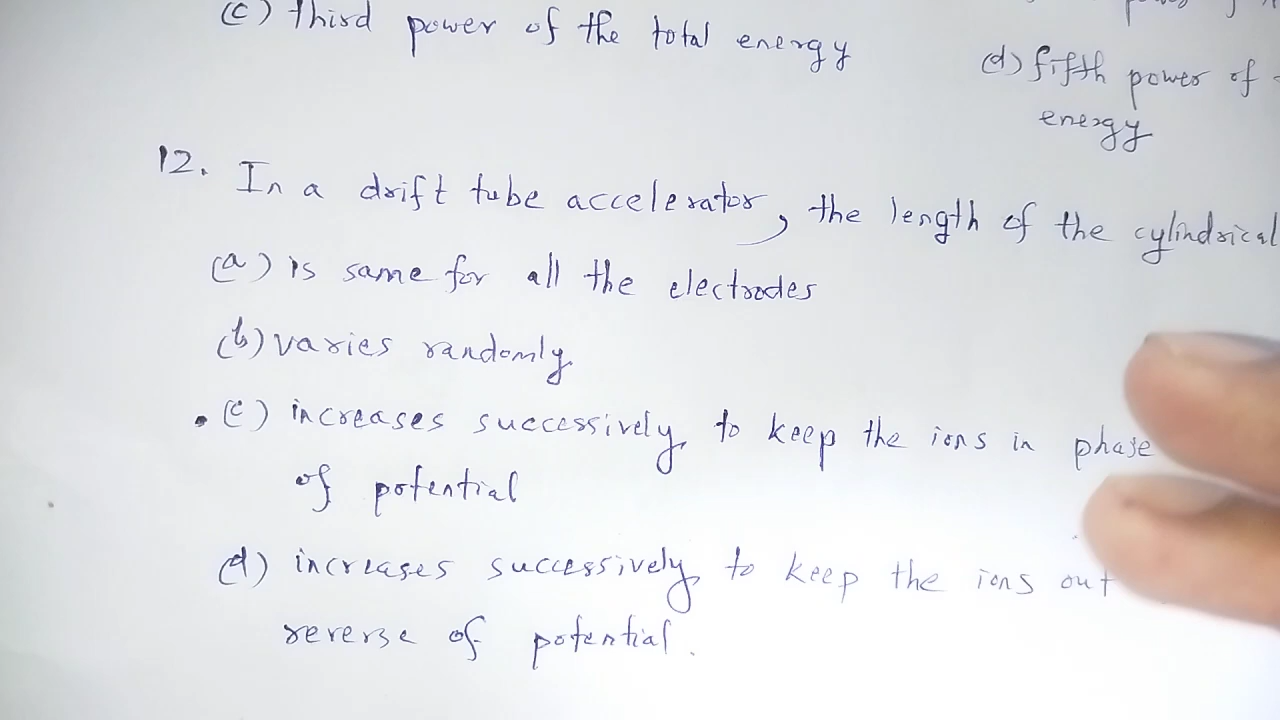 (c) third power of the total energy
(d) fifth power of
energy
12. In a drift tube accelerator, the length of the cylindrical
(a) is same for all the electrodes
(b) varies randomly
(c) increases successively to keep the ions in phase
of potential
(d) increases successively to keep the ions out
reverse of potential.